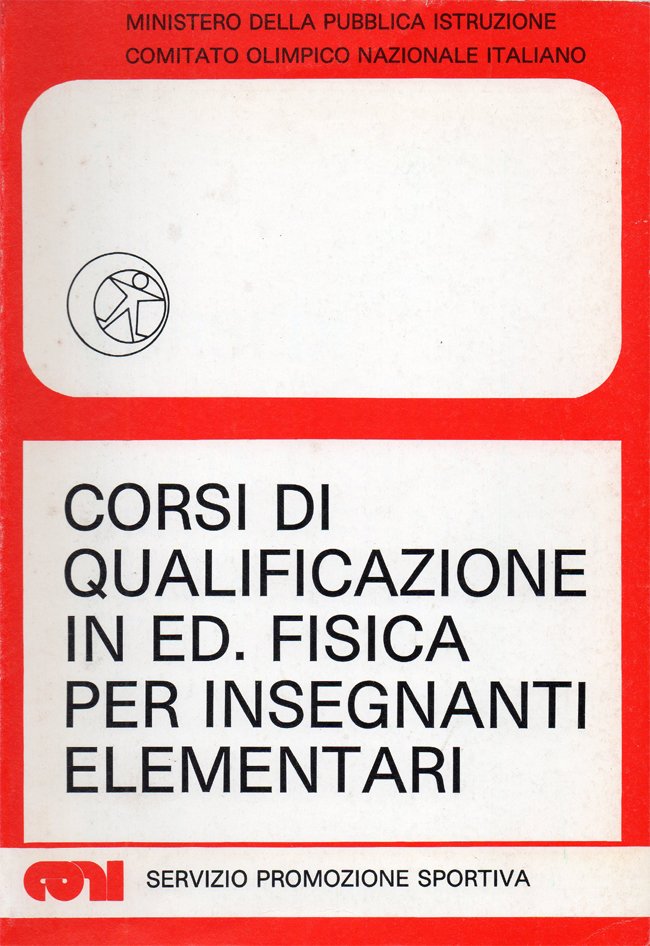 MINISTERO DELLA PUBBLICA ISTRUZIONE
COMITATO OLIMPICO NAZIONALE ITALIANO
CORSI DI
QUALIFICAZIONE
IN ED. FISICA
PER INSEGNANTI
ELEMENTARI
CONI SERVIZIO PROMOZIONE SPORTIVA